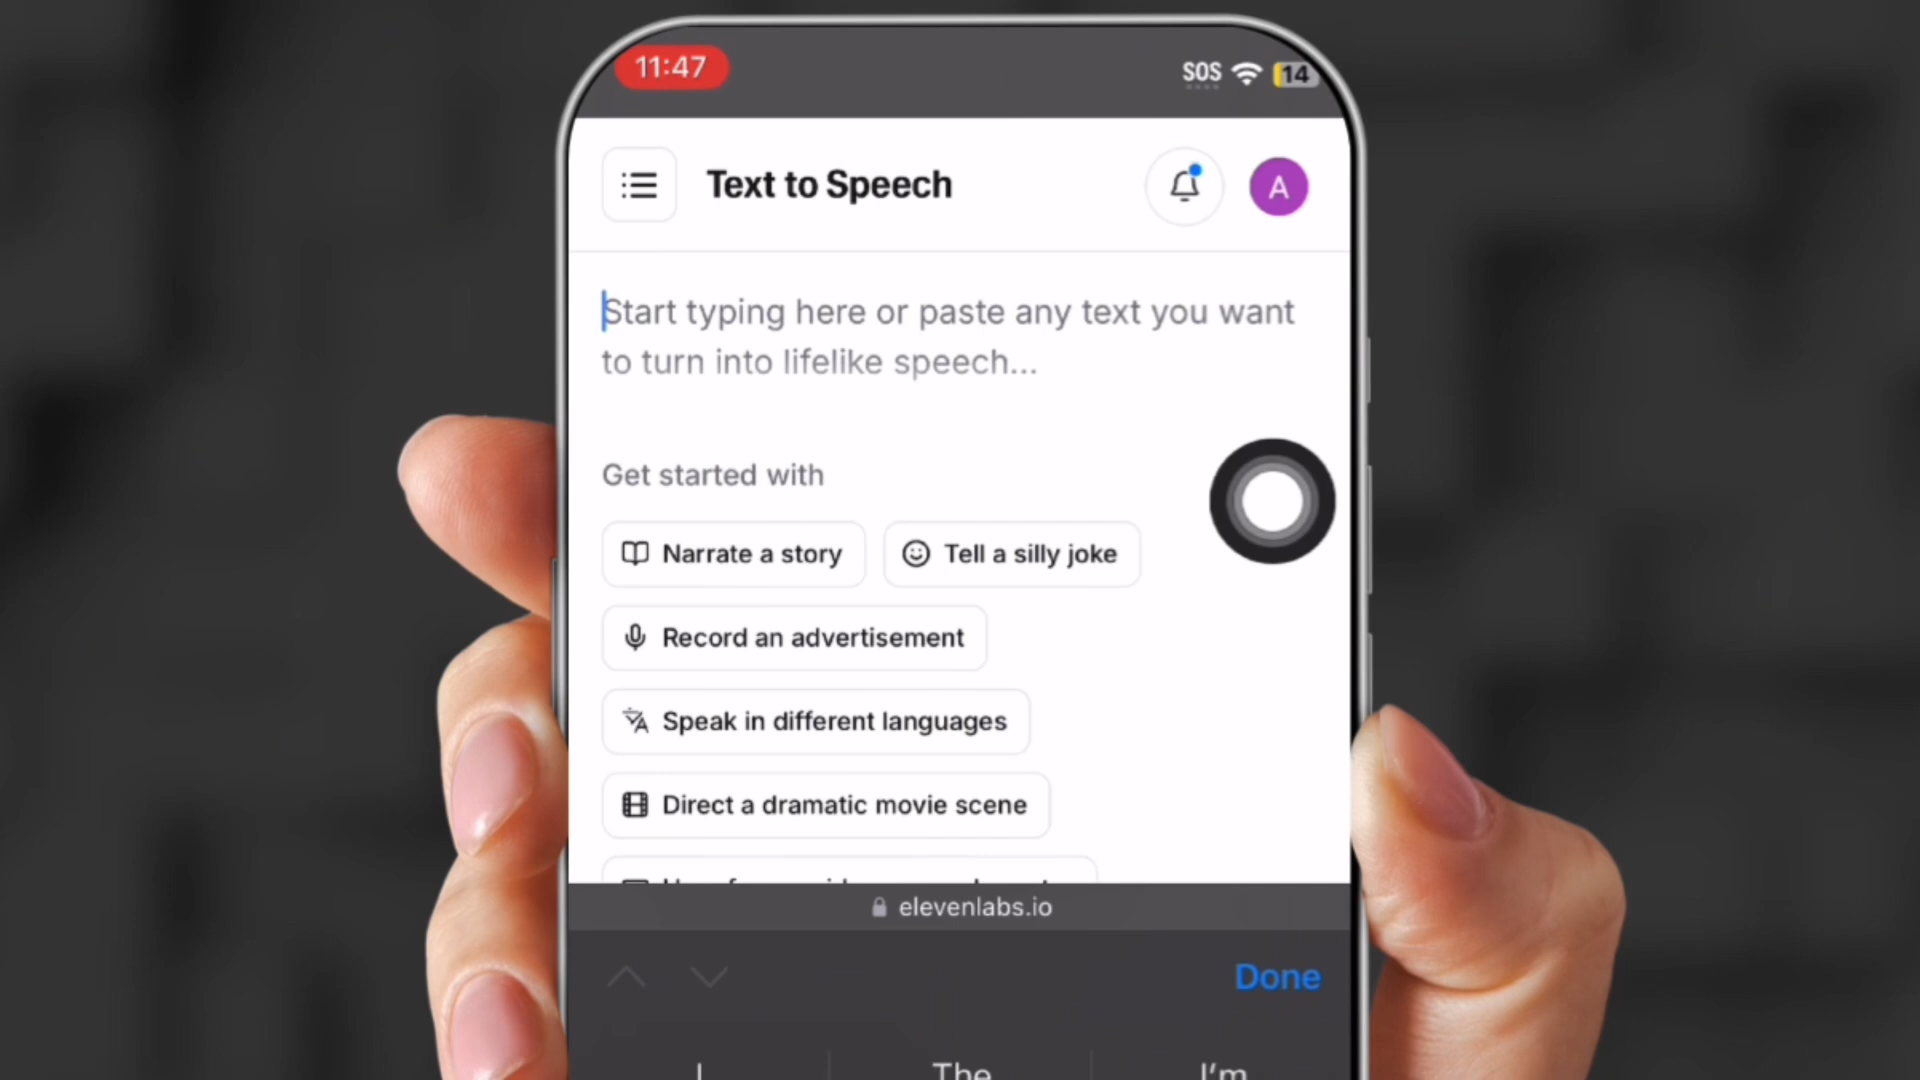 11:47
SOS
14
Text to Speech
A
Start typing here or paste any text you want
to turn into lifelike speech...
Get started with
Narrate a story
Tell a silly joke
Record an advertisement
Speak in different languages
Direct a dramatic movie scene
elevenlabs.io
Done
I
The
I'm